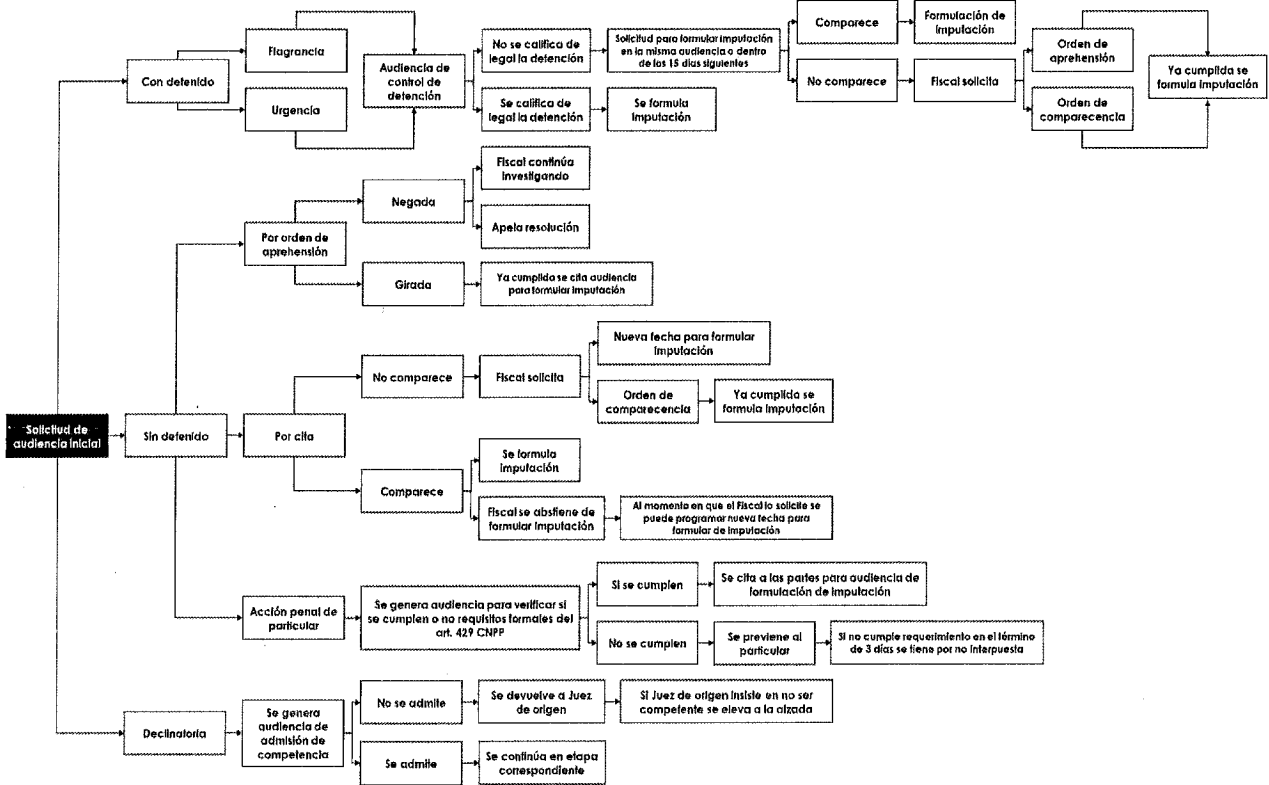 Solicitud de
audiencia inicial
Con detenido
Flagrancia
Urgencia
Audiencia de
control de
detención
No se califica de
legal la detención
Solicitud para formular imputación
en la misma audiencia o dentro
de los 15 días siguientes
Comparece
Formulación de
imputación
No comparece
Fiscal solicita
Orden de
aprehensión
Orden de
comparecencia
Ya cumplida se
formula imputación
Se califica de
legal la detención
Se formula
imputación
Sin detenido
Por orden de
aprehensión
Negada
Fiscal continúa
investigando
Apela resolución
Girada
Ya cumplida se cita audiencia
para formular imputación
Por cita
No comparece
Fiscal solicita
Nueva fecha para formular
imputación
Orden de
comparecencia
Ya cumplida se
formula imputación
Comparece
Se formula
imputación
Fiscal se abstiene de
formular imputación
Al momento en que el Fiscal lo solicite se
puede programar nueva fecha para
formular de imputación
Acción penal de
particular
Se genera audiencia para verificar si
se cumplen o no requisitos formales del
art. 429 CNPP
Si se cumplen
Se cita a las partes para audiencia de
formulación de imputación
No se cumplen
Se previene al
particular
Si no cumple requerimiento en el término
de 3 días se tiene por no interpuesta
Declinatoria
Se genera
audiencia de
admisión de
competencia
No se admite
Se devuelve a Juez
de origen
Si Juez de origen insiste en no ser
competente se eleva a la alzada
Se admite
Se continúa en etapa
correspondiente